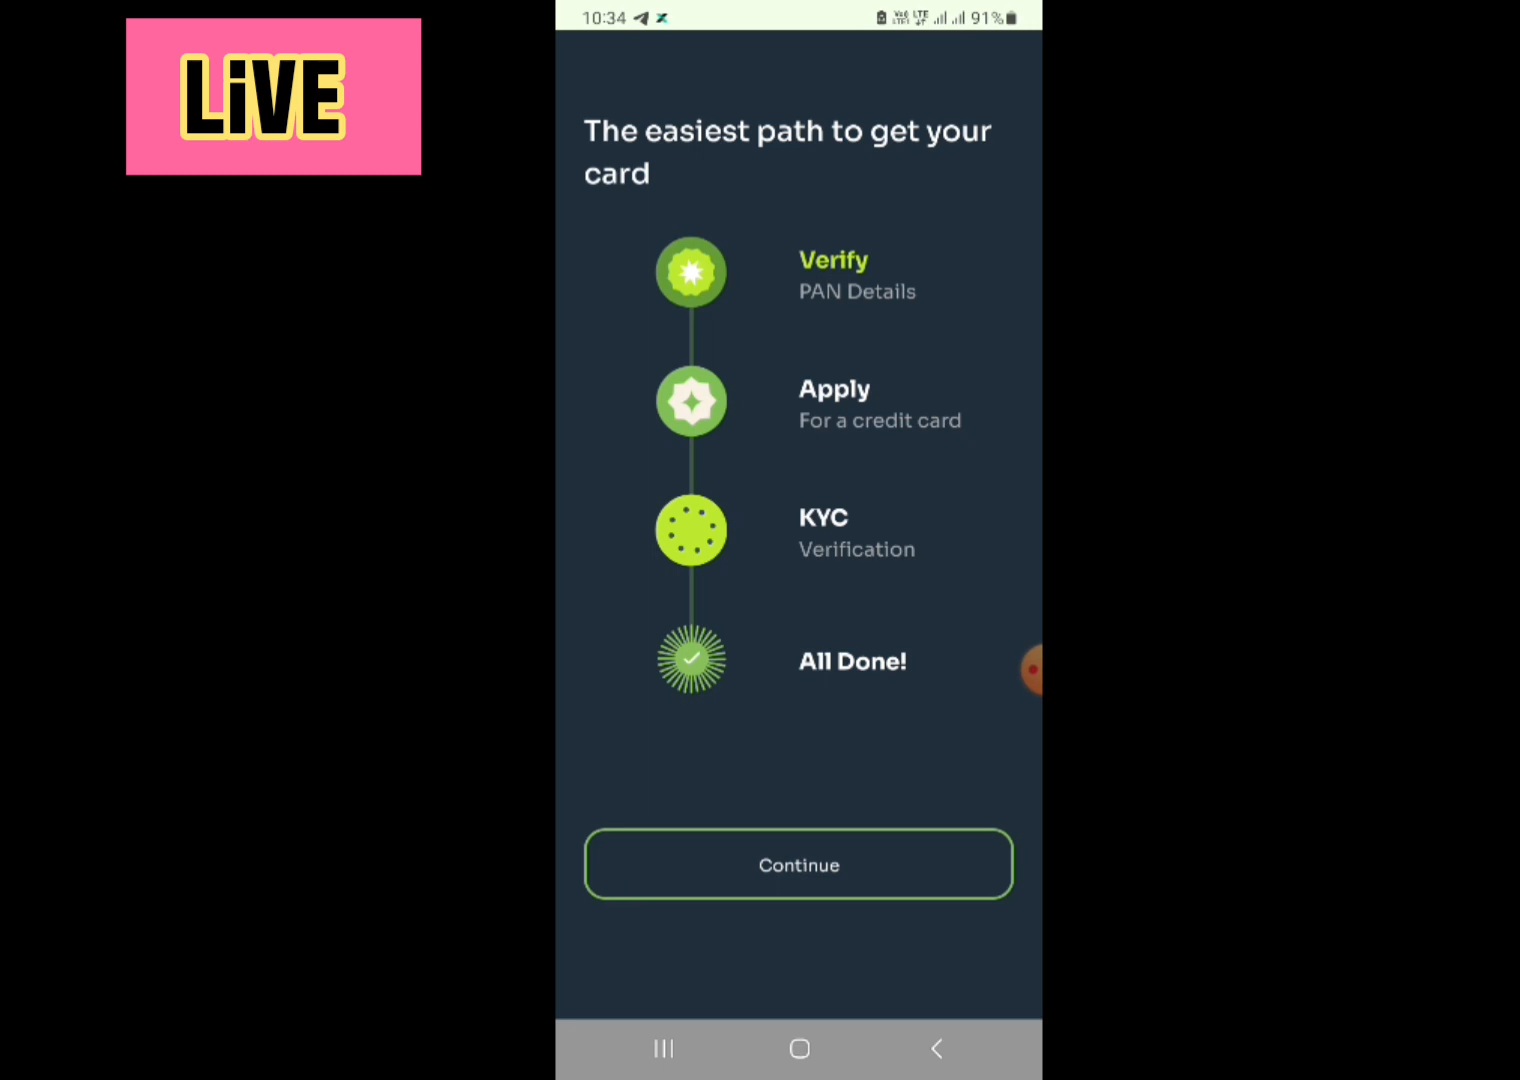 LiVE
10:34
LTE
91%
The easiest path to get your
card
Verify
PAN Details
Apply
For a credit card
KYC
Verification
All Done!
Continue